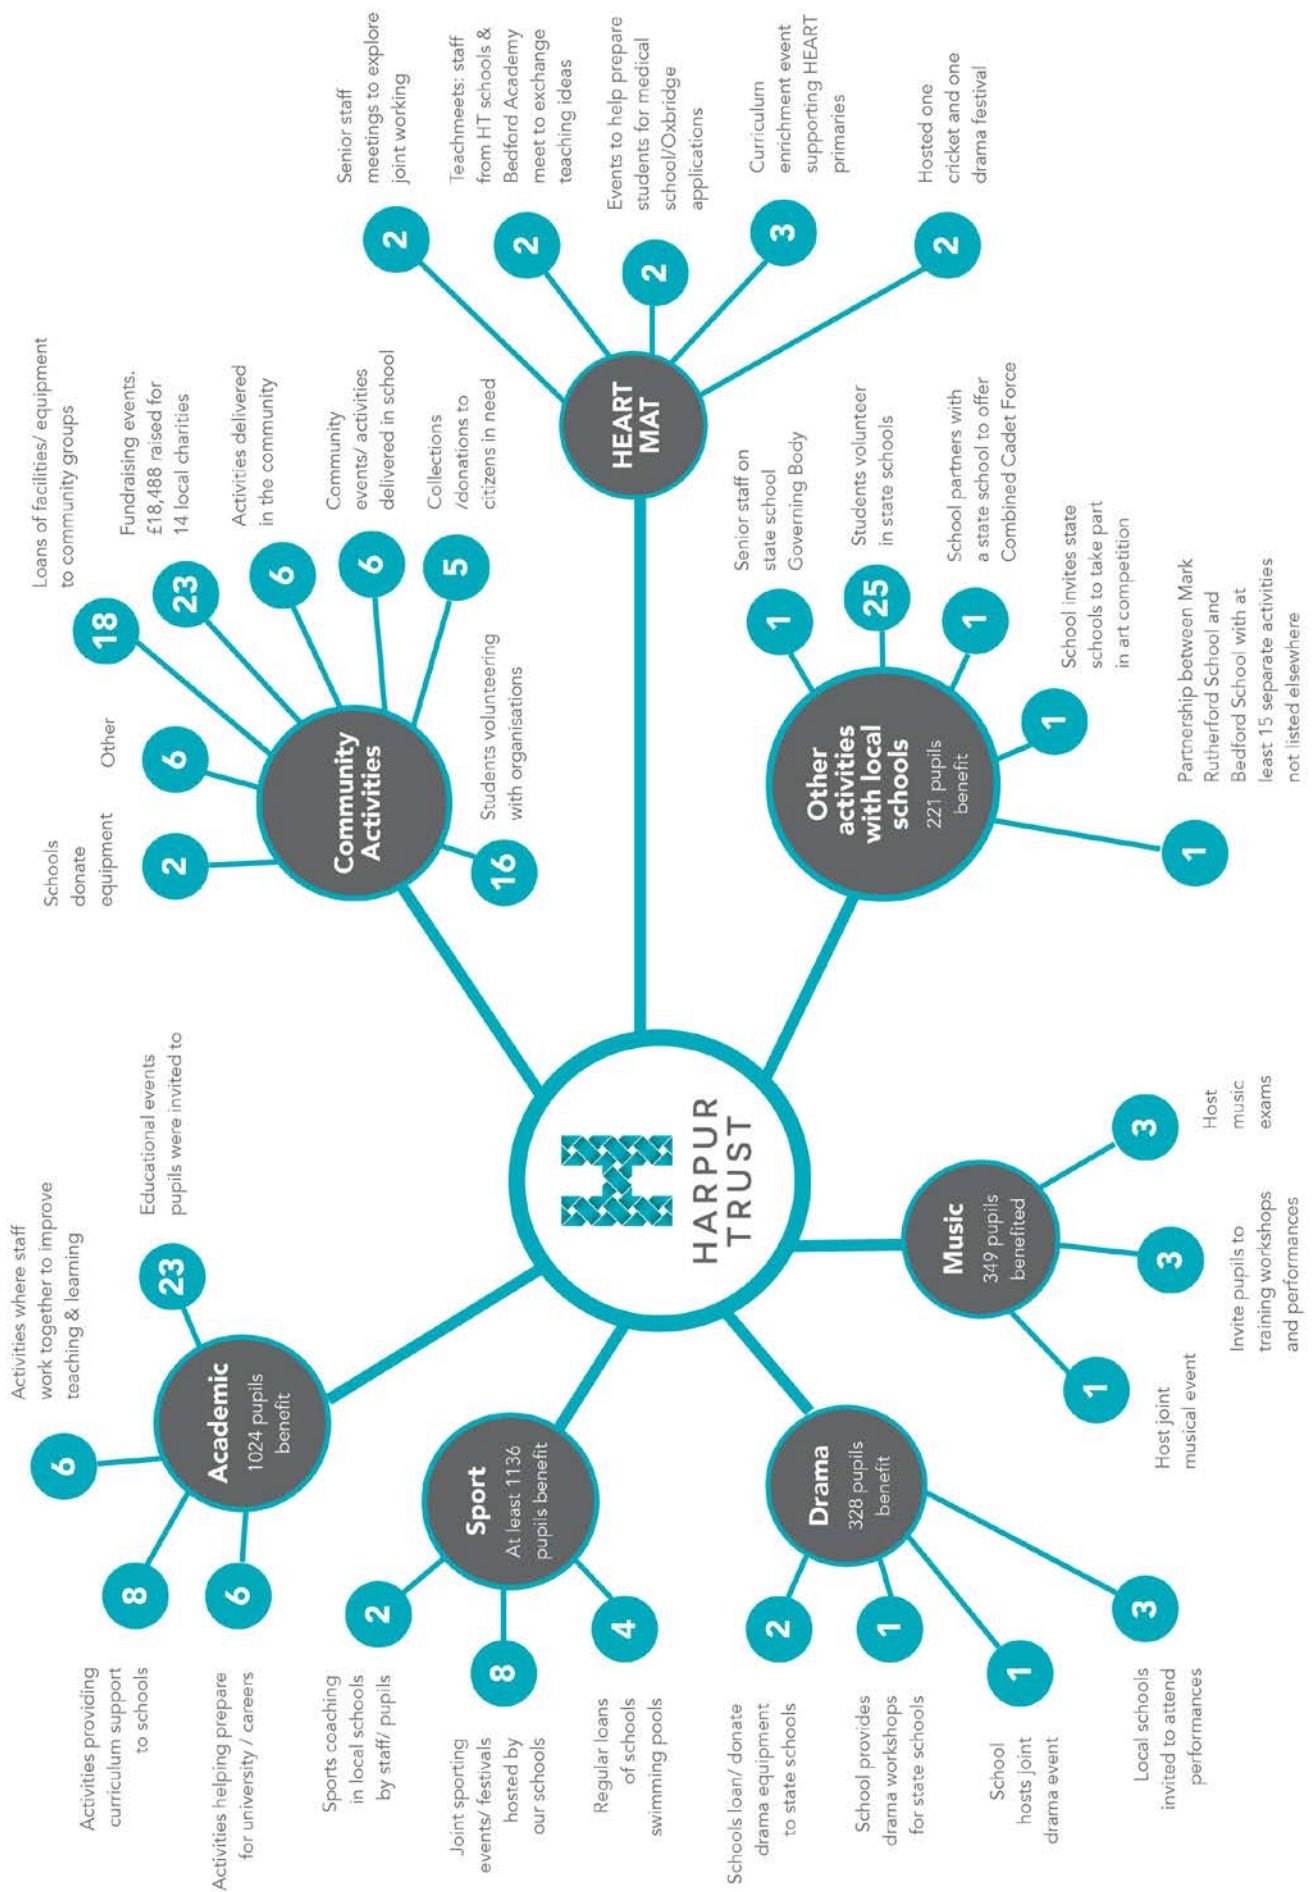 Activities where staff
work together to improve
teaching & learning
6
Educational events
pupils were invited to
23
Activities providing
curriculum support
to schools
8
Activities helping prepare
for university / careers
6
Academic
1024 pupils
benefit
Sports coaching
in local schools
by staff/ pupils
2
Joint sporting
events/ festivals
hosted by
our schools
8
Regular loans
of schools
swimming pools
4
Sport
At least 1136
pupils benefit
Schools loan/ donate
drama equipment
to state schools
2
School provides
drama workshops
for state schools
1
School
hosts joint
drama event
1
Local schools
invited to attend
performances
3
Drama
328 pupils
benefit
Music
349 pupils
benefited
1
Host joint
musical event
3
Invite pupils to
training workshops
and performances
3
Host
music
exams
HARPUR
TRUST
Community
Activities
Schools
donate
equipment
2
Other
6
Loans of facilities/ equipment
to community groups
18
Fundraising events.
£18,488 raised for
14 local charities
23
Activities delivered
in the community
6
Community
events/ activities
delivered in school
6
Collections
/donations to
citizens in need
5
Students volunteering
with organisations
16
HEART
MAT
Senior staff
meetings to explore
joint working
2
Teachmeets: staff
from HT schools &
Bedford Academy
meet to exchange
teaching ideas
2
Events to help prepare
students for medical
school/Oxbridge
applications
2
Curriculum
enrichment event
supporting HEART
primaries
3
Hosted one
cricket and one
drama festival
2
Other
activities
with local
schools
221 pupils
benefit
Senior staff on
state school
Governing Body
1
Students volunteer
in state schools
25
School partners with
a state school to offer
Combined Cadet Force
1
School invites state
schools to take part
in art competition
1
Partnership between Mark
Rutherford School and
Bedford School with at
least 15 separate activities
not listed elsewhere
1